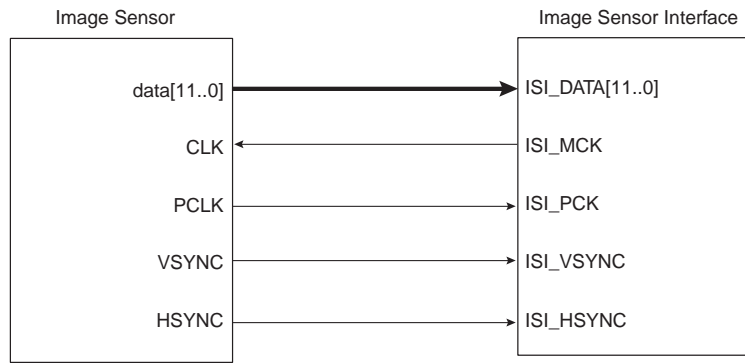 Image Sensor
Image Sensor Interface
data[11..0]
ISI_DATA[11..0]
CLK
ISI_MCK
PCLK
ISI_PCK
VSYNC
ISI_VSYNC
HSYNC
ISI_HSYNC